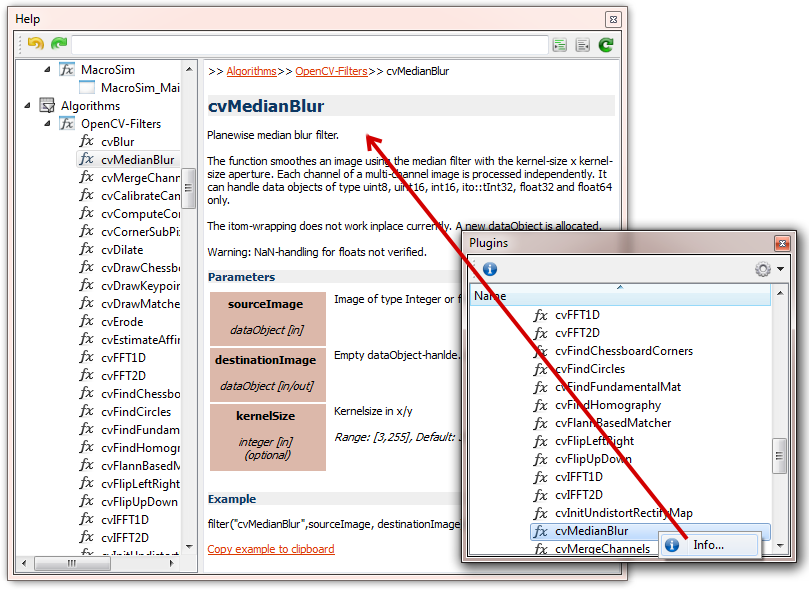 Help
MacroSim
MacroSim_Mai
Algorithms
OpenCV-Filters
cvBlur
cvMedianBlur
cvMergeChann
cvCalibrateCan
cvComputeCor
cvCornerSubPi
cvDilate
cvDrawChessb
cvDrawKeypoin
cvDrawMatche
cvErode
cvEstimateAffi
cvFFT1D
cvFFT2D
cvFindChessbo
cvFindCircles
cvFindFundam
cvFindHomogr
cvFlannBasedM
cvFlipLeftRight
cvFlipUpDown
cvIFFT1D
cvIFFT2D
cvInitUndistort
>> Algorithms>> OpenCV-Filters>> cvMedianBlur
cvMedianBlur
Planewise median blur filter.
The function smoothes an image using the median filter with the kernel-size x kernel-
size aperture. Each channel of a multi-channel image is processed independently. It
can handle data objects of type uint8, uint16, int16, ito::tInt32, float32 and float64
only.
The itom-wrapping does not work inplace currently. A new dataObject is allocated.
Warning: NaN-handling for floats not verified.
Parameters
sourceImage
dataObject [in]
Image of type Integer or f
destinationImage
dataObject [in/out]
Empty dataObject-hanlde.
kernelSize
integer [in]
(optional)
Kernelsize in x/y
Range: [3,255], Default:
Example
filter("cvMedianBlur",sourceImage, destinationImage
Copy example to clipboard
Plugins
Name
cvFFT1D
cvFFT2D
cvFindChessboardCorners
cvFindCircles
cvFindFundamentalMat
cvFindHomography
cvFlannBasedMatcher
cvFlipLeftRight
cvFlipUpDown
cvIFFT1D
cvIFFT2D
cvInitUndistortRectifyMap
cvMedianBlur
cvMergeChannels
Info...